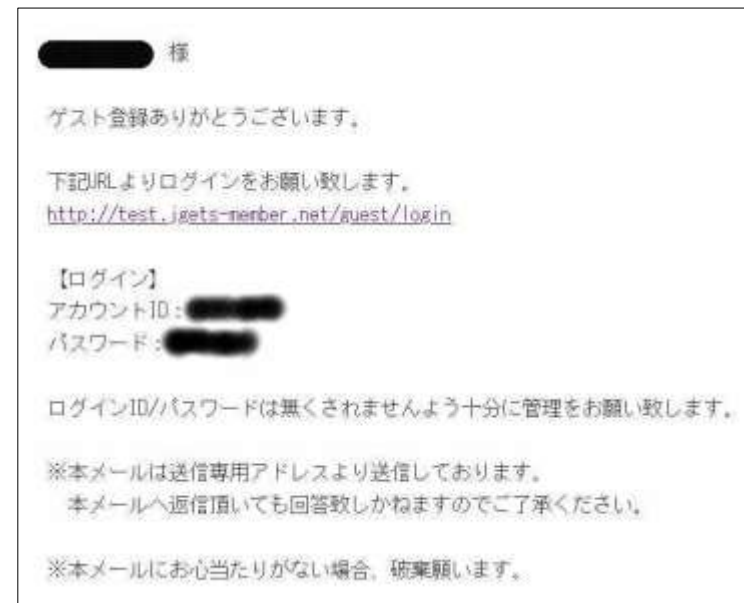 様
ゲスト登録ありがとうございます。
下記URLよりログインをお願い致します。
http://test.igets-member.net/guest/login
【ログイン】
アカウントID:
パスワード:
ログインID/パスワードは無くされませんよう十分に管理をお願い致します。
※本メールは送信専用アドレスより送信しております。
本メールへ返信頂いても回答致しかねますのでご了承ください。
※本メールにお心当たりがない場合、破棄願います。